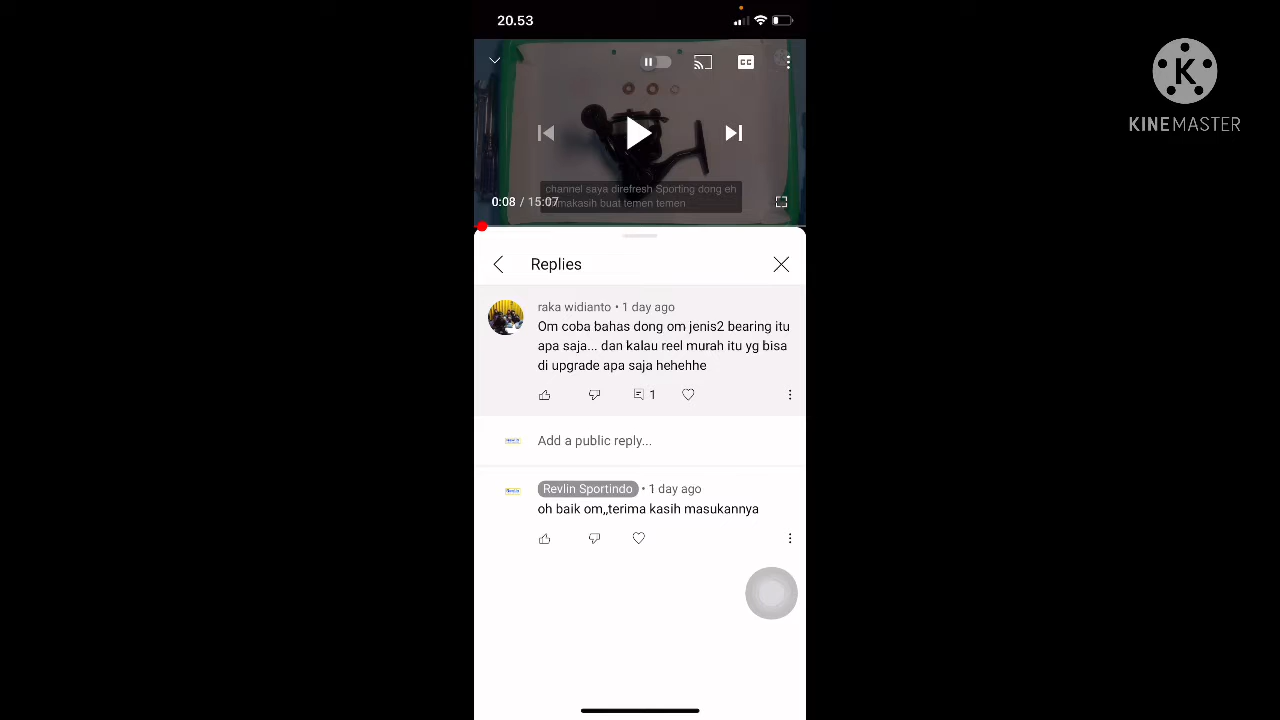 20.53
KINEMASTER
CC
channel saya direfresh Sporting dong eh
makasih buat temen temen
0:08 / 15:07
Replies
raka widianto • 1 day ago
Om coba bahas dong om jenis2 bearing itu
apa saja... dan kalau reel murah itu yg bisa
di upgrade apa saja hehehhe
1
Add a public reply...
Revlin Sportindo • 1 day ago
oh baik om,,terima kasih masukannya